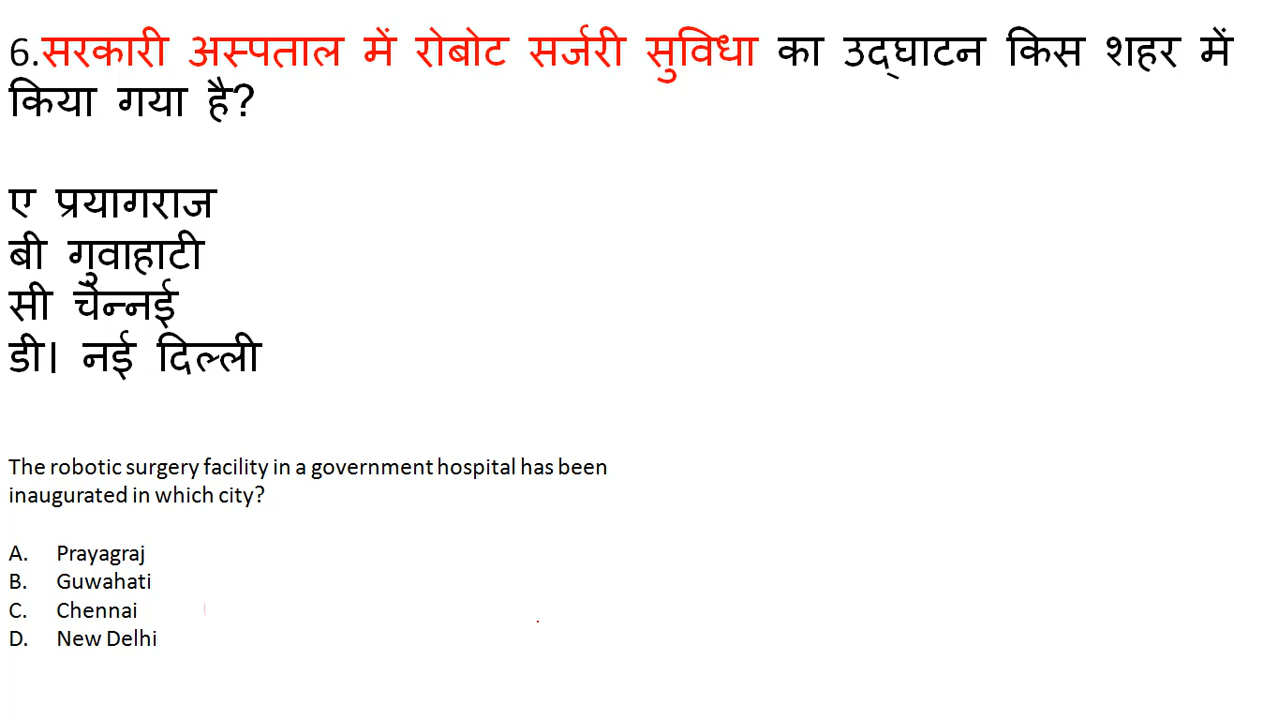 6.सरकारी अस्पताल में रोबोट सर्जरी सुविधा का उद्घाटन किस शहर में
किया गया है?
ए प्रयागराज
बी गुवाहाटी
सी चेन्नई
डी। नई दिल्ली
The robotic surgery facility in a government hospital has been
inaugurated in which city?
A. Prayagraj
B. Guwahati
C. Chennai
D. New Delhi